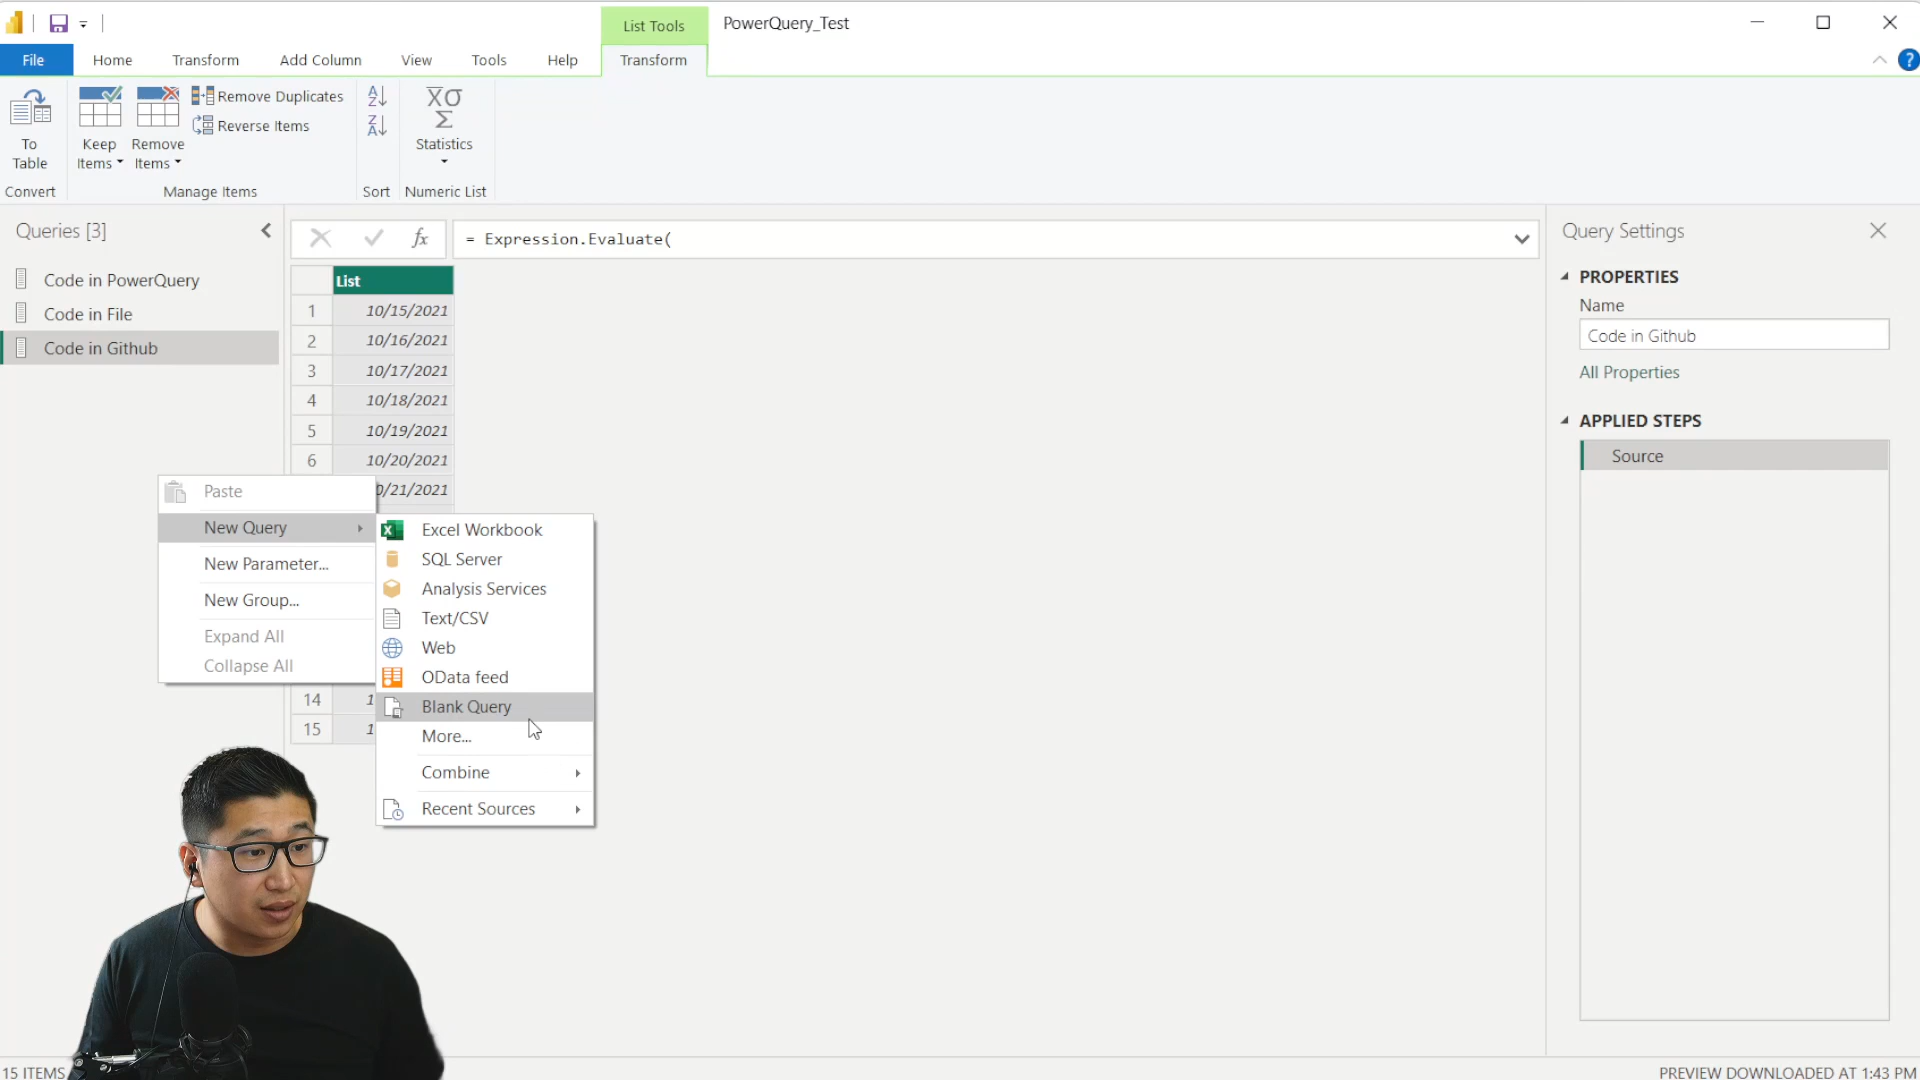 List Tools
PowerQuery_Test
File
Home
Transform
Add Column
View
Tools
Help
Transform
?
To Table
Keep Items
Remove Items
Remove Duplicates
Reverse Items
Statistics
Convert
Manage Items
Sort
Numeric List
Queries [3]
Code in PowerQuery
Code in File
Code in Github
fx
= Expression.Evaluate(
List
1 10/15/2021
2 10/16/2021
3 10/17/2021
4 10/18/2021
5 10/19/2021
6 10/20/2021
0/21/2021
14 1
15 1
Paste
New Query
New Parameter...
New Group...
Expand All
Collapse All
Excel Workbook
SQL Server
Analysis Services
Text/CSV
Web
OData feed
Blank Query
More...
Combine
Recent Sources
Query Settings
PROPERTIES
Name
Code in Github
All Properties
APPLIED STEPS
Source
15 ITEMS
PREVIEW DOWNLOADED AT 1:43 PM